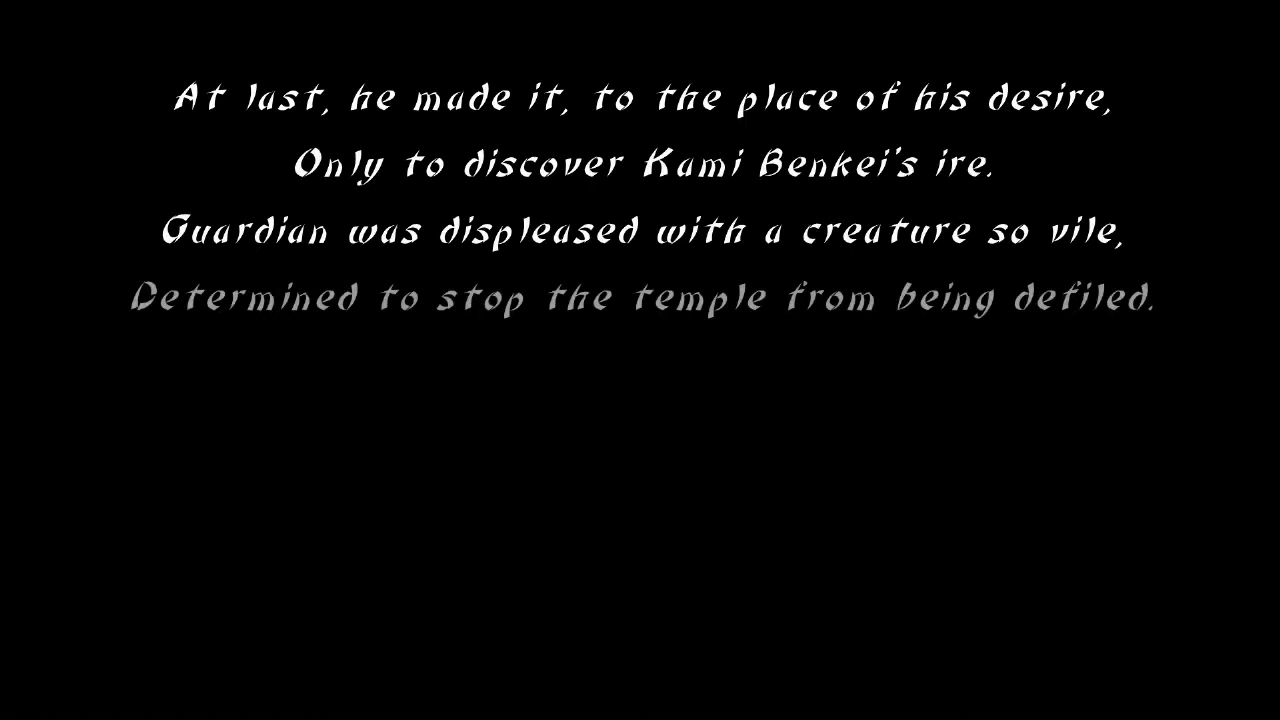 At last, he made it, to the place of his desire,
Only to discover Kami Benkei's ire.
Guardian was displeased with a creature so vile,
Determined to stop the temple from being defiled.